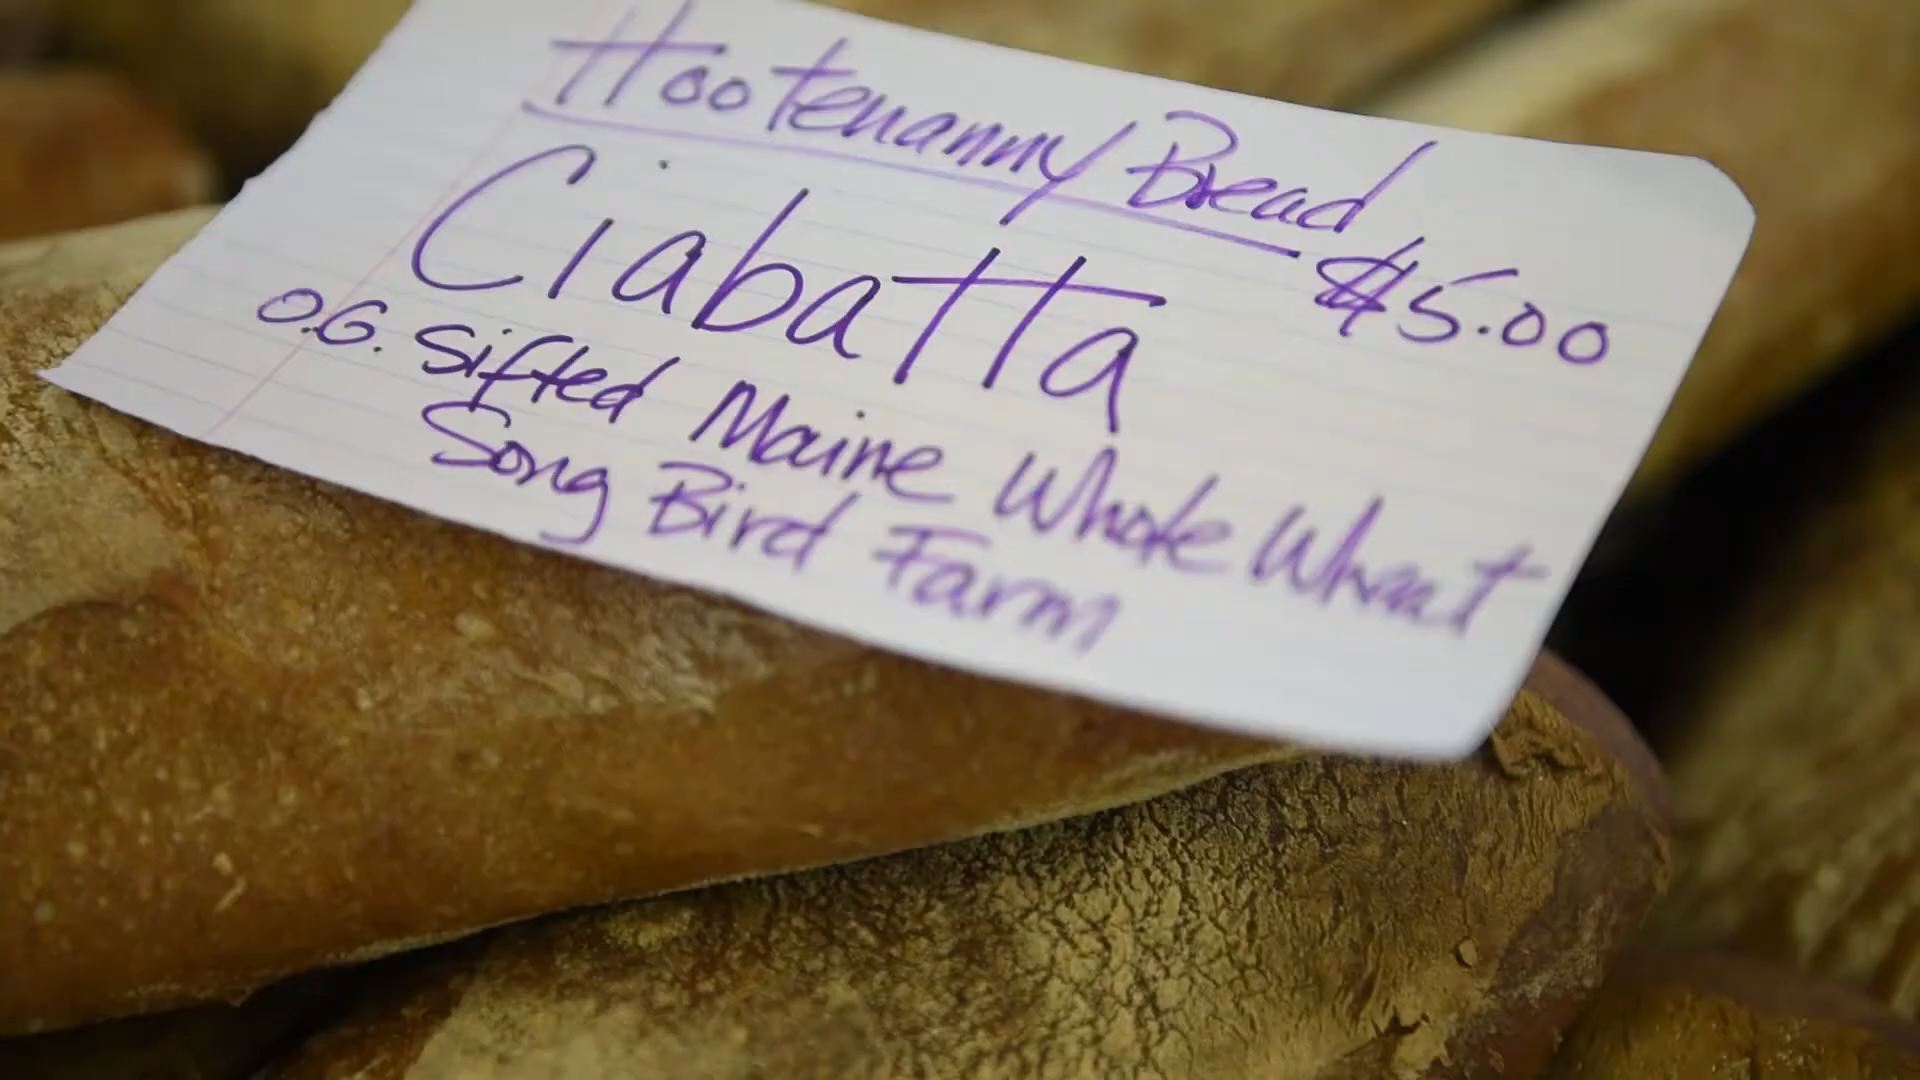 Hootenanny Bread
Ciabatta $5.00
O.G. Sifted Maine Whole Wheat
Song Bird Farm